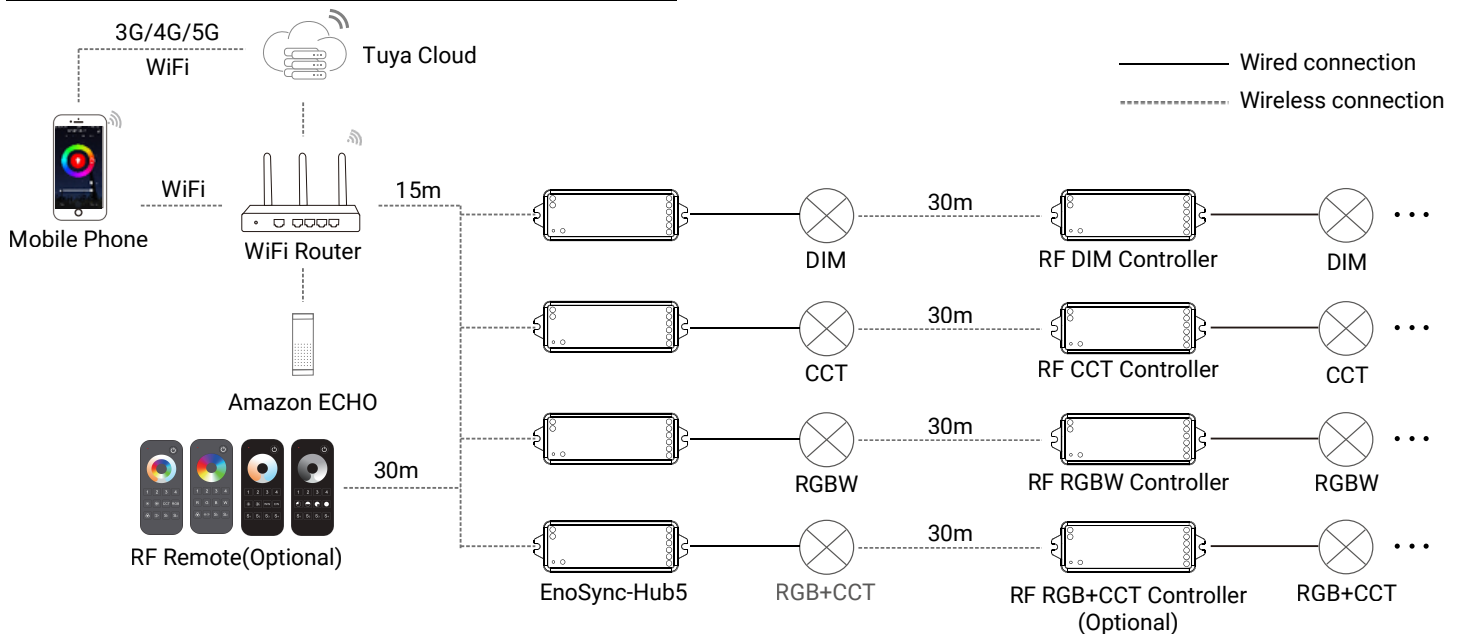 3G/4G/5G
WiFi
Tuya Cloud
Wired connection
Wireless connection
WiFi
15m
Mobile Phone
WiFi Router
30m
DIM
RF DIM Controller
DIM
30m
CCT
RF CCT Controller
CCT
Amazon ECHO
30m
30m
RGBW
RF RGBW Controller
RGBW
RF Remote(Optional)
30m
EnoSync-Hub5
RGB+CCT
RF RGB+CCT Controller
(Optional)
RGB+CCT